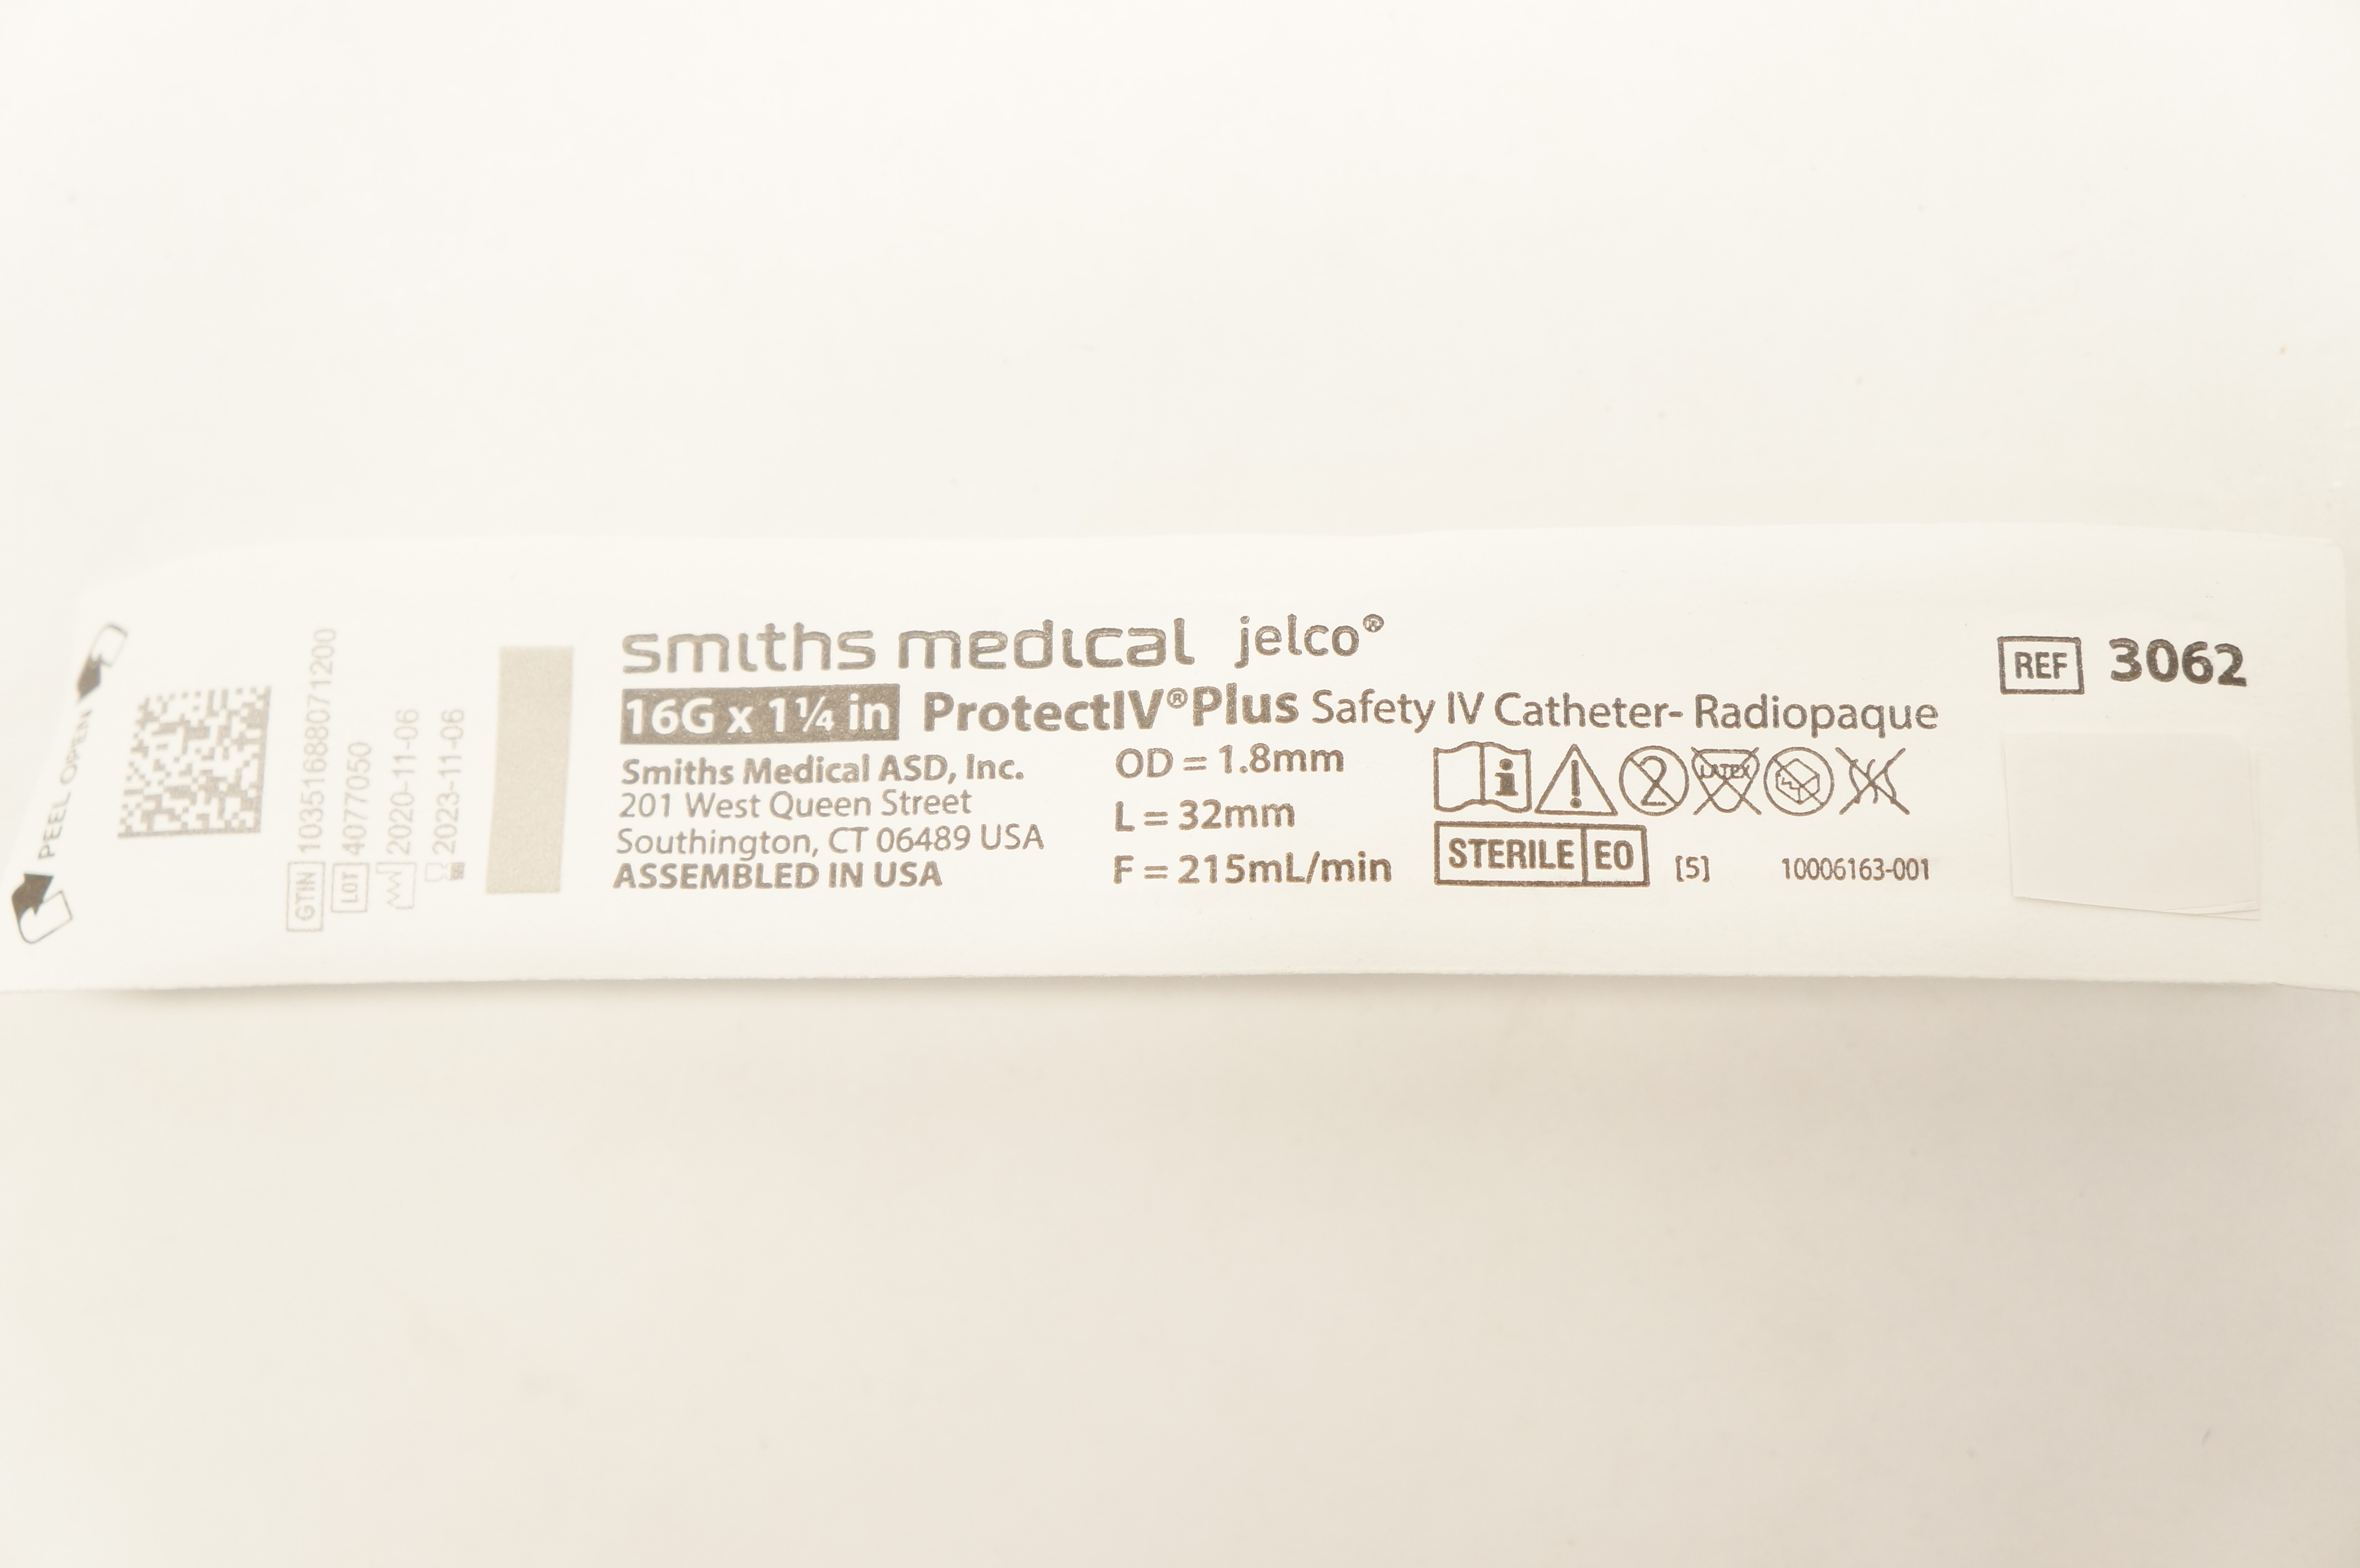 PEEL OPEN
GTIN 10351688071200
LOT 4077050
2020-11-06
2023-11-06
smiths medical jelco®
16G x 1¼ in ProtectIV®Plus Safety IV Catheter- Radiopaque
Smiths Medical ASD, Inc.
201 West Queen Street
Southington, CT 06489 USA
ASSEMBLED IN USA
OD = 1.8mm
L = 32mm
F = 215mL/min
2 LATEX
STERILE EO [5] 10006163-001
REF 3062